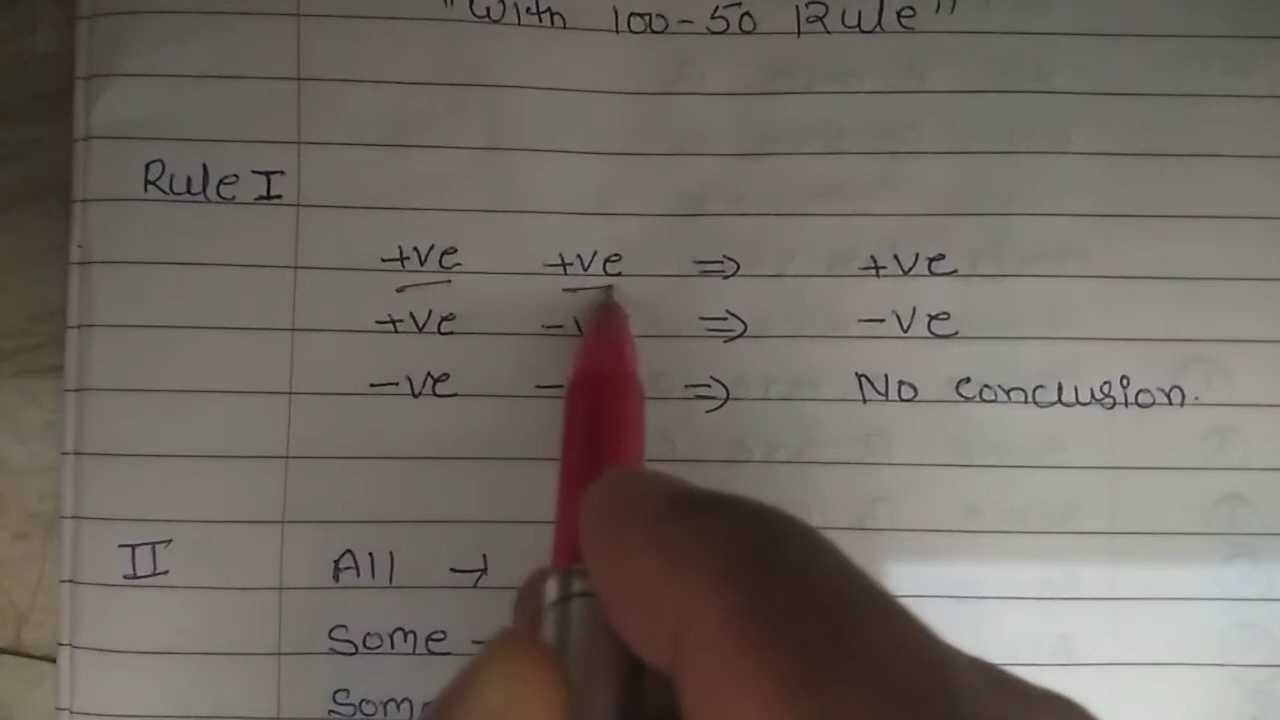 "With 100-50 Rule"
Rule I
+ve +ve ⇒ +ve
+ve ⇒ -ve
-ve ⇒ No conclusion.
II All →
Some